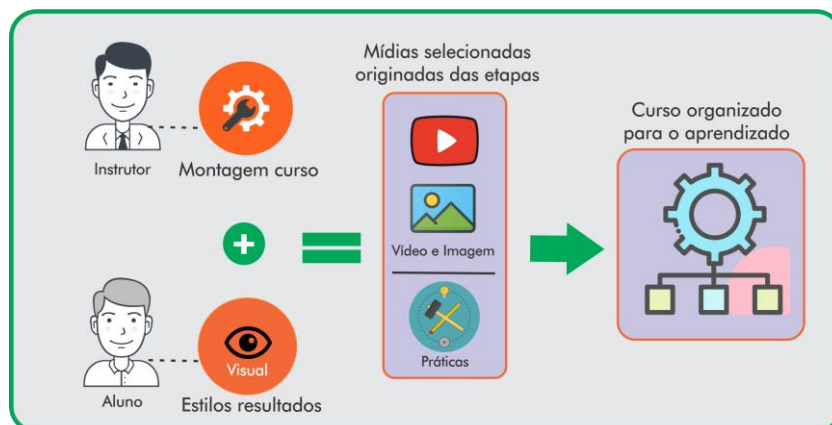 Instrutor
Montagem curso
Aluno
Visual
Estilos resultados
Mídias selecionadas
originadas das etapas
Vídeo e Imagem
Práticas
Curso organizado
para o aprendizado